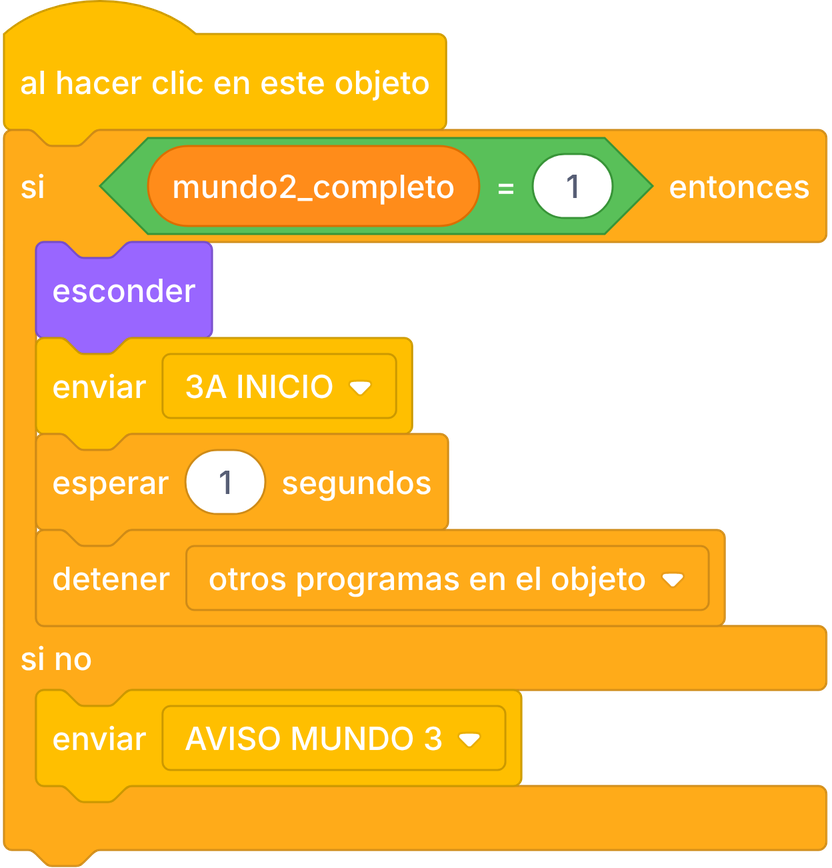 al hacer clic en este objeto
si mundo2_completo = 1 entonces
esconder
enviar 3A INICIO
esperar 1 segundos
detener otros programas en el objeto
si no
enviar AVISO MUNDO 3